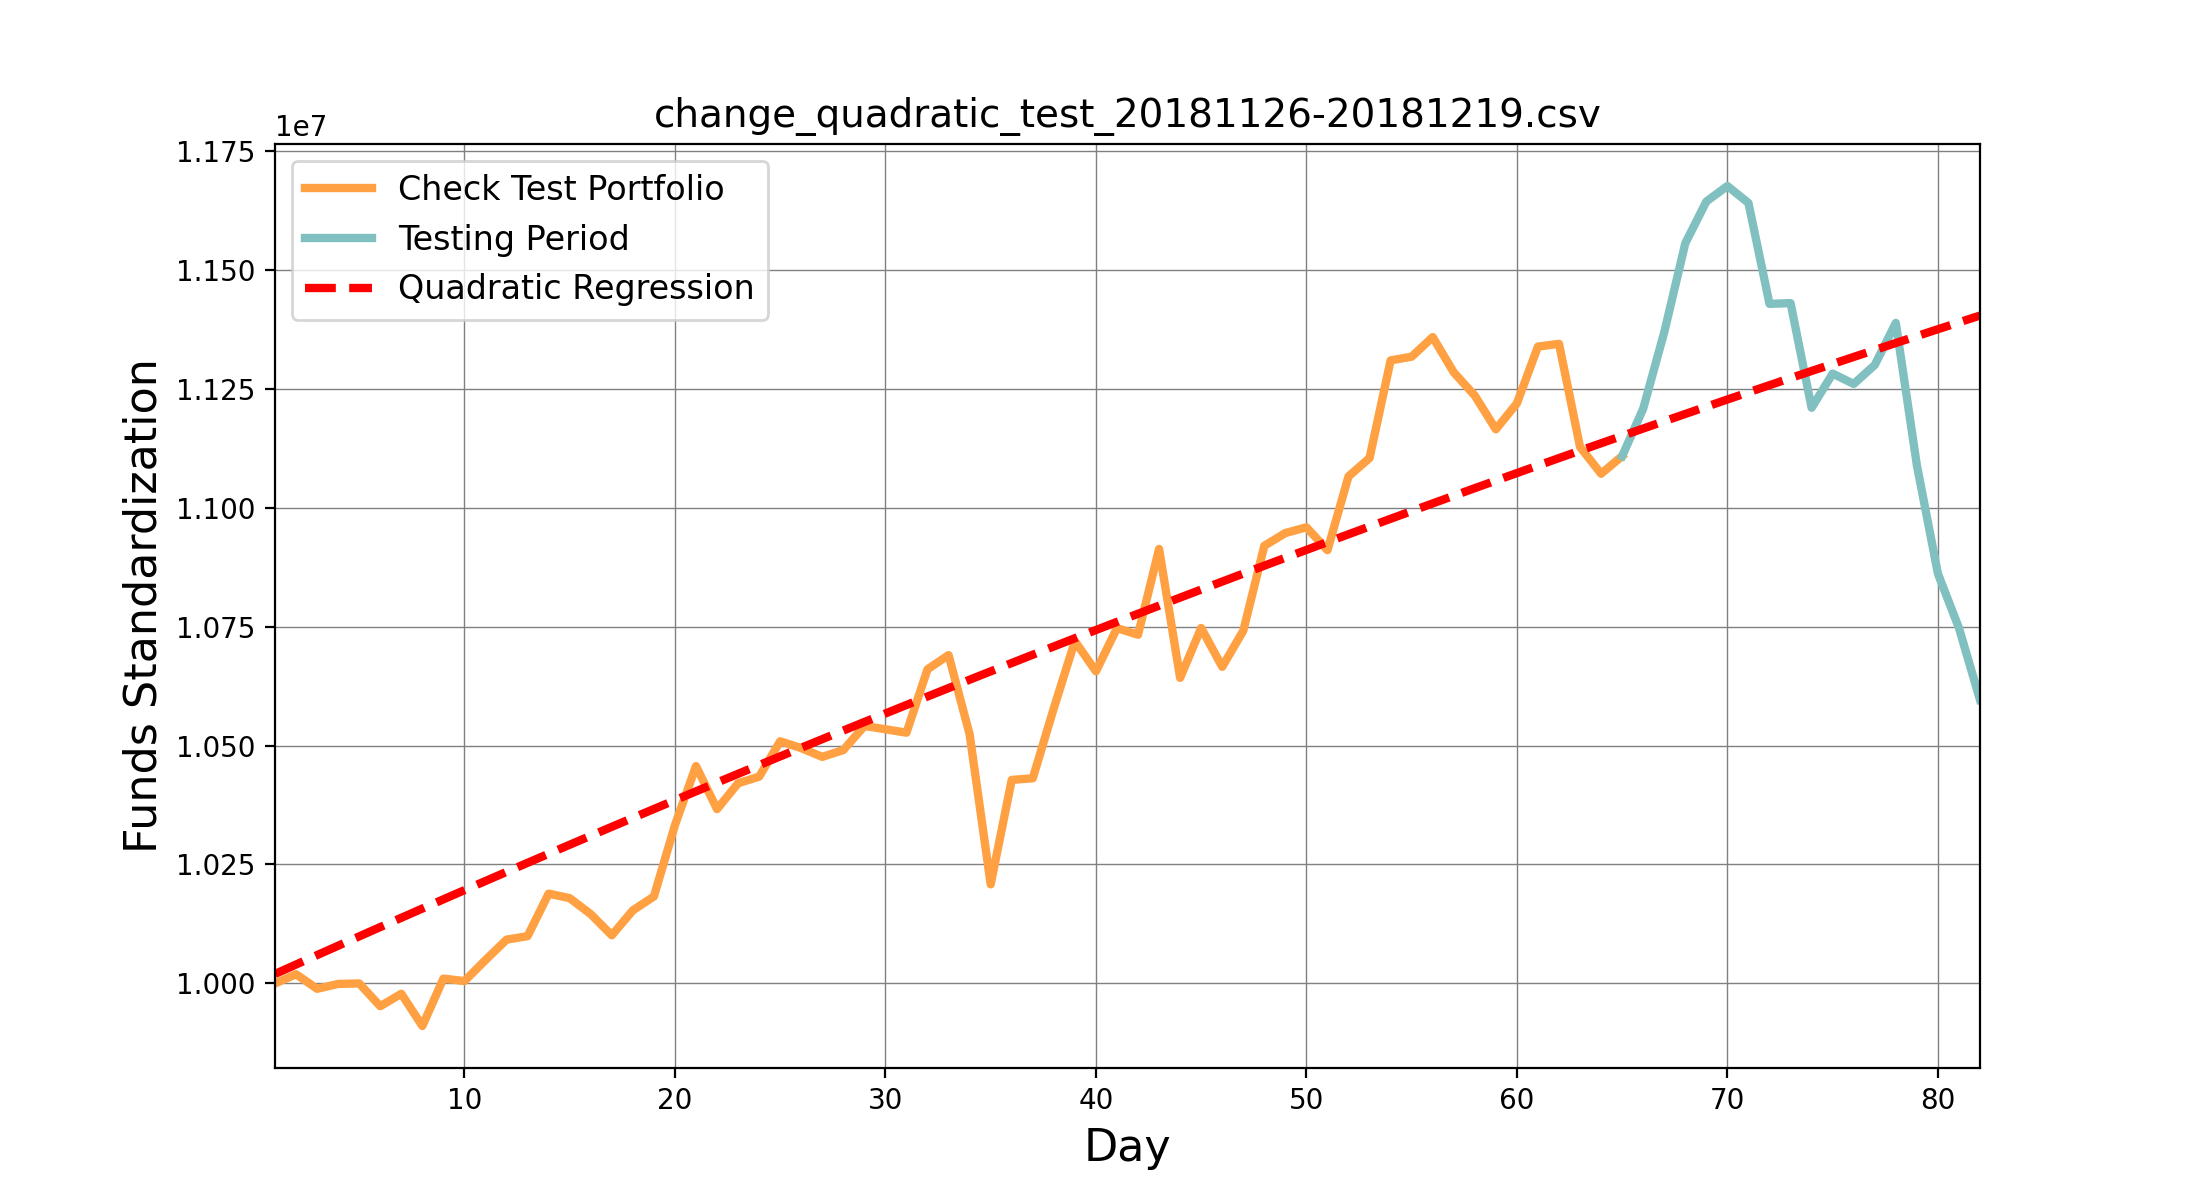 change_quadratic_test_20181126-20181219.csv
1e7
Check Test Portfolio
Testing Period
Quadratic Regression
1.175
1.150
1.125
1.100
1.075
1.050
1.025
1.000
Funds Standardization
10 20 30 40 50 60 70 80
Day